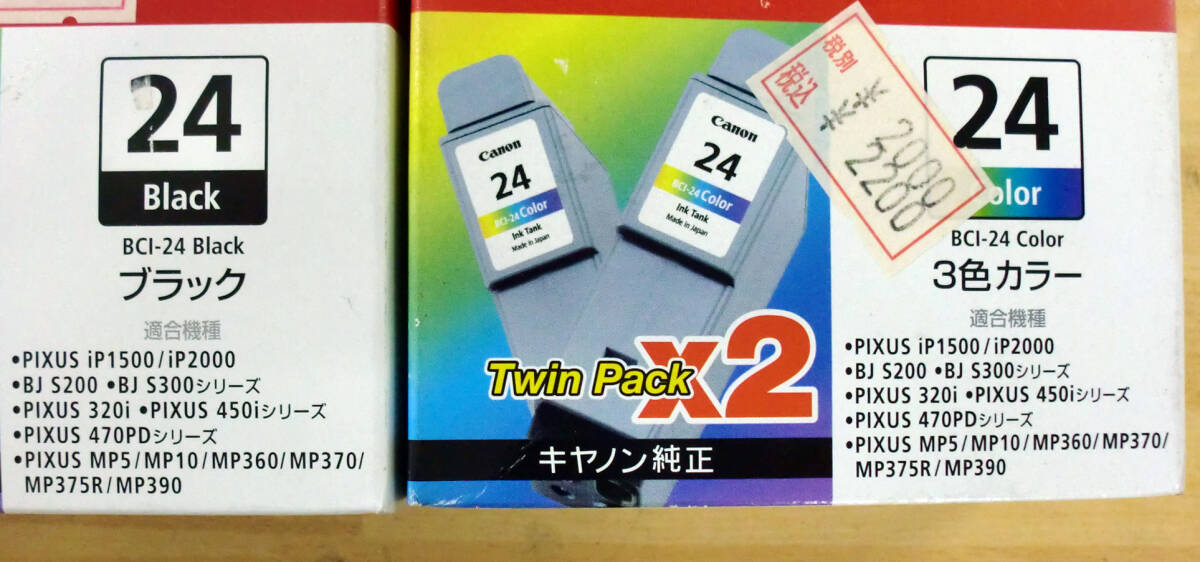 24
Black
BCI-24 Black
ブラック
適合機種
•PIXUS iP1500/iP2000
•BJ S200 •BJ S300シリーズ
•PIXUS 320i •PIXUS 450iシリーズ
•PIXUS 470PDシリーズ
•PIXUS MP5/MP10/MP360/MP370/
MP375R/MP390
Canon
24
BCI-24 Color
Ink Tank
Made in Japan
Canon
24
BCI-24 Color
Ink Tank
Made in Japan
Twin Pack x2
キヤノン純正
税別 ** 2000
税込 ** 2200
24
olor
BCI-24 Color
3色カラー
適合機種
•PIXUS iP1500/iP2000
•BJ S200 •BJ S300シリーズ
•PIXUS 320i •PIXUS 450iシリーズ
•PIXUS 470PDシリーズ
•PIXUS MP5/MP10/MP360/MP370/
MP375R/MP390